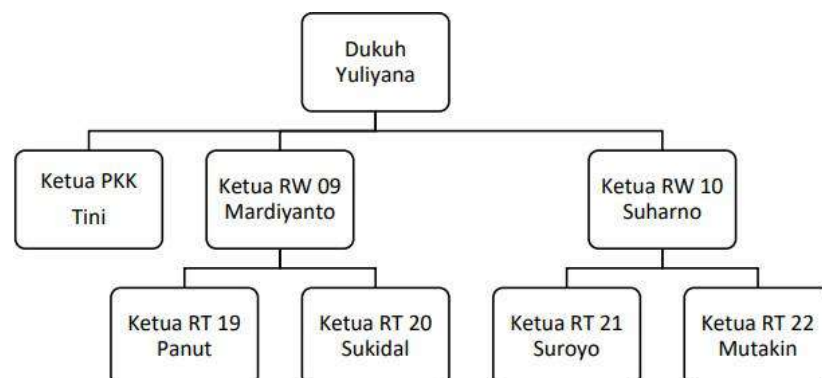 Dukuh
Yuliyana
Ketua PKK
Tini
Ketua RW 09
Mardiyanto
Ketua RW 10
Suharno
Ketua RT 19
Panut
Ketua RT 20
Sukidal
Ketua RT 21
Suroyo
Ketua RT 22
Mutakin